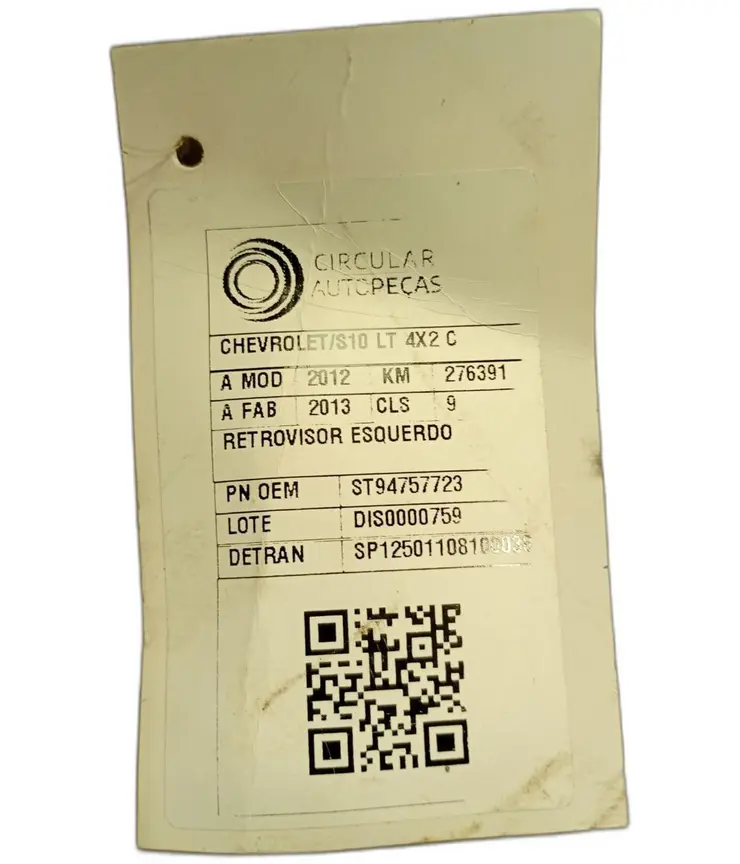 CIRCULAR
AUTOPEÇAS
CHEVROLET/S10 LT 4X2 C
A MOD 2012 KM 276391
A FAB 2013 CLS 9
RETROVISOR ESQUERDO
PN OEM ST94757723
LOTE DIS0000759
DETRAN